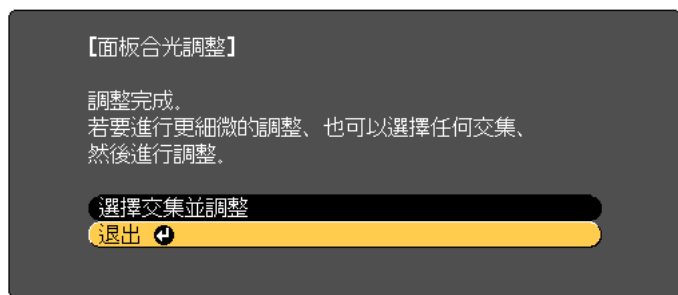 【面板合光調整】
調整完成.
若要進行更細微的調整、也可以選擇任何交集、
然後進行調整.
選擇交集並調整
退出